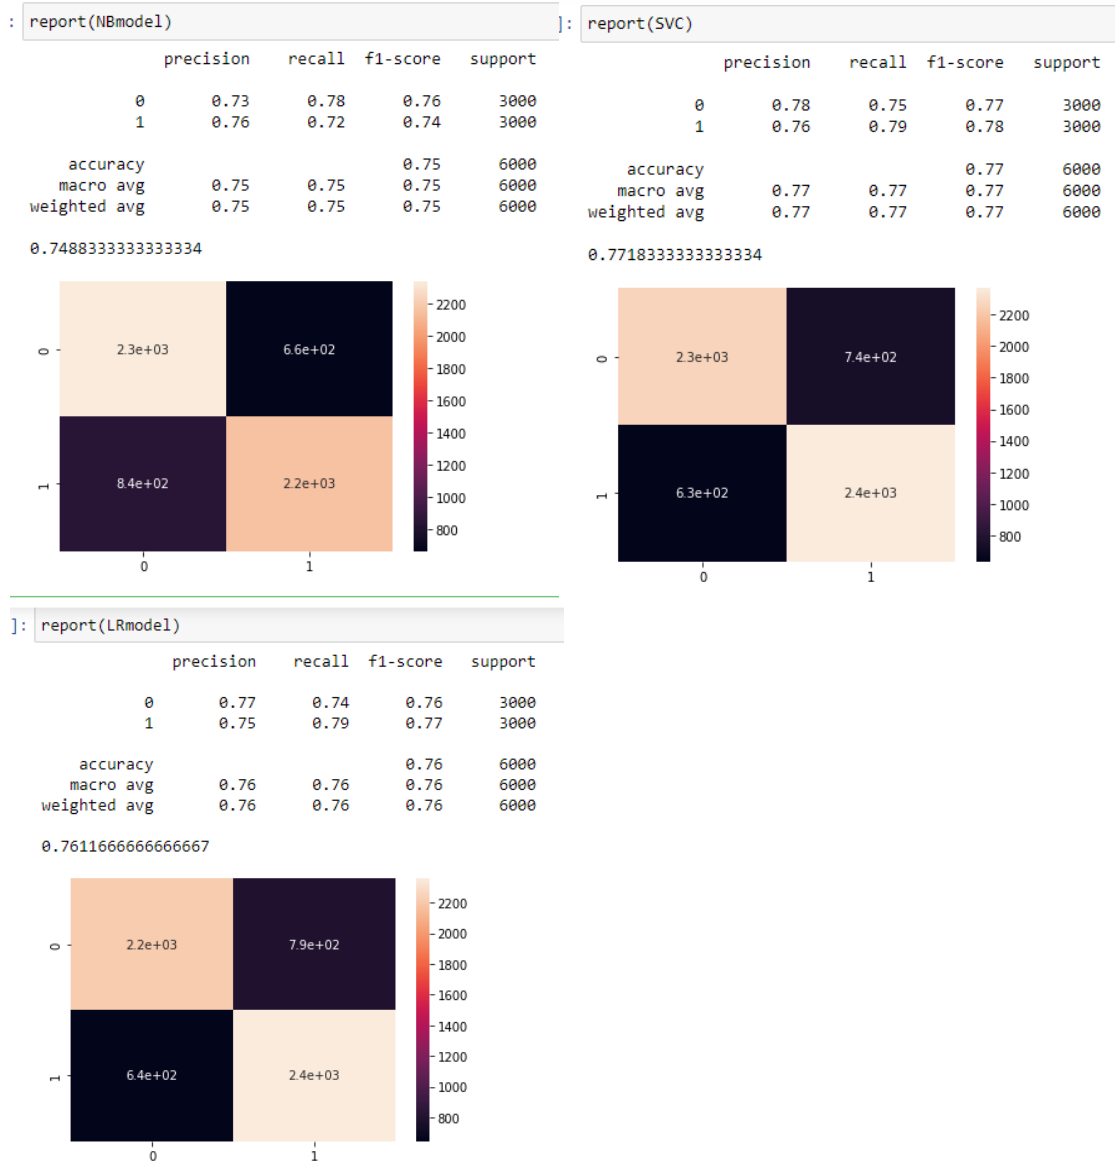 : report(NBmodel)
precision recall f1-score support
0 0.73 0.78 0.76 3000
1 0.76 0.72 0.74 3000
accuracy 0.75 6000
macro avg 0.75 0.75 0.75 6000
weighted avg 0.75 0.75 0.75 6000
0.7488333333333334
0
2.3e+03 6.6e+02
1
8.4e+02 2.2e+03
0 1
2200
2000
1800
1600
1400
1200
1000
800
]: report(SVC)
precision recall f1-score support
0 0.78 0.75 0.77 3000
1 0.76 0.79 0.78 3000
accuracy 0.77 6000
macro avg 0.77 0.77 0.77 6000
weighted avg 0.77 0.77 0.77 6000
0.7718333333333334
0
2.3e+03 7.4e+02
1
6.3e+02 2.4e+03
0 1
2200
2000
1800
1600
1400
1200
1000
800
]: report(LRmodel)
precision recall f1-score support
0 0.77 0.74 0.76 3000
1 0.75 0.79 0.77 3000
accuracy 0.76 6000
macro avg 0.76 0.76 0.76 6000
weighted avg 0.76 0.76 0.76 6000
0.7611666666666667
0
2.2e+03 7.9e+02
1
6.4e+02 2.4e+03
0 1
2200
2000
1800
1600
1400
1200
1000
800